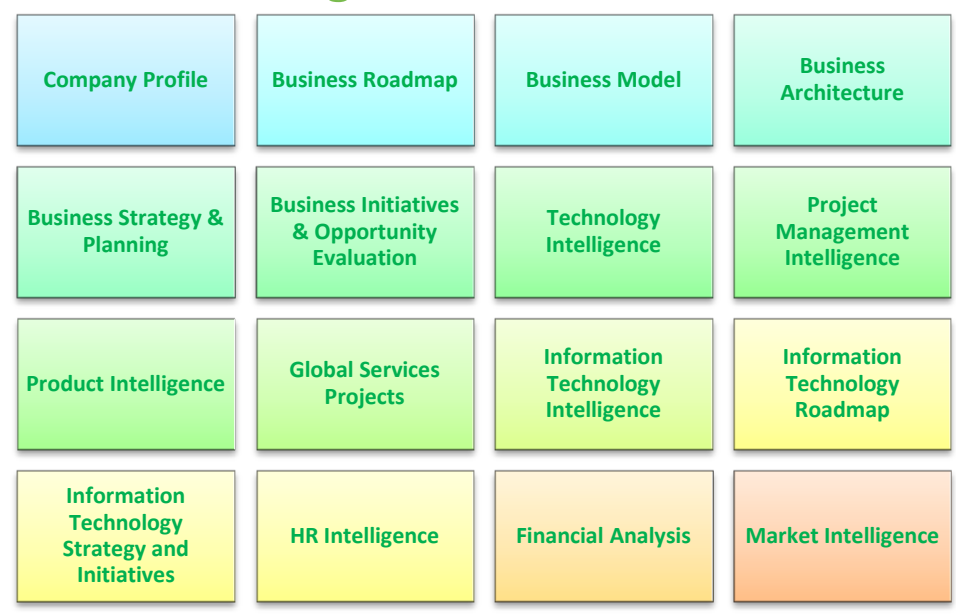 Company Profile
Business Roadmap
Business Model
Business
Architecture
Business Strategy &
Planning
Business Initiatives
& Opportunity
Evaluation
Technology
Intelligence
Project
Management
Intelligence
Product Intelligence
Global Services
Projects
Information
Technology
Intelligence
Information
Technology
Roadmap
Information
Technology
Strategy and
Initiatives
HR Intelligence
Financial Analysis
Market Intelligence